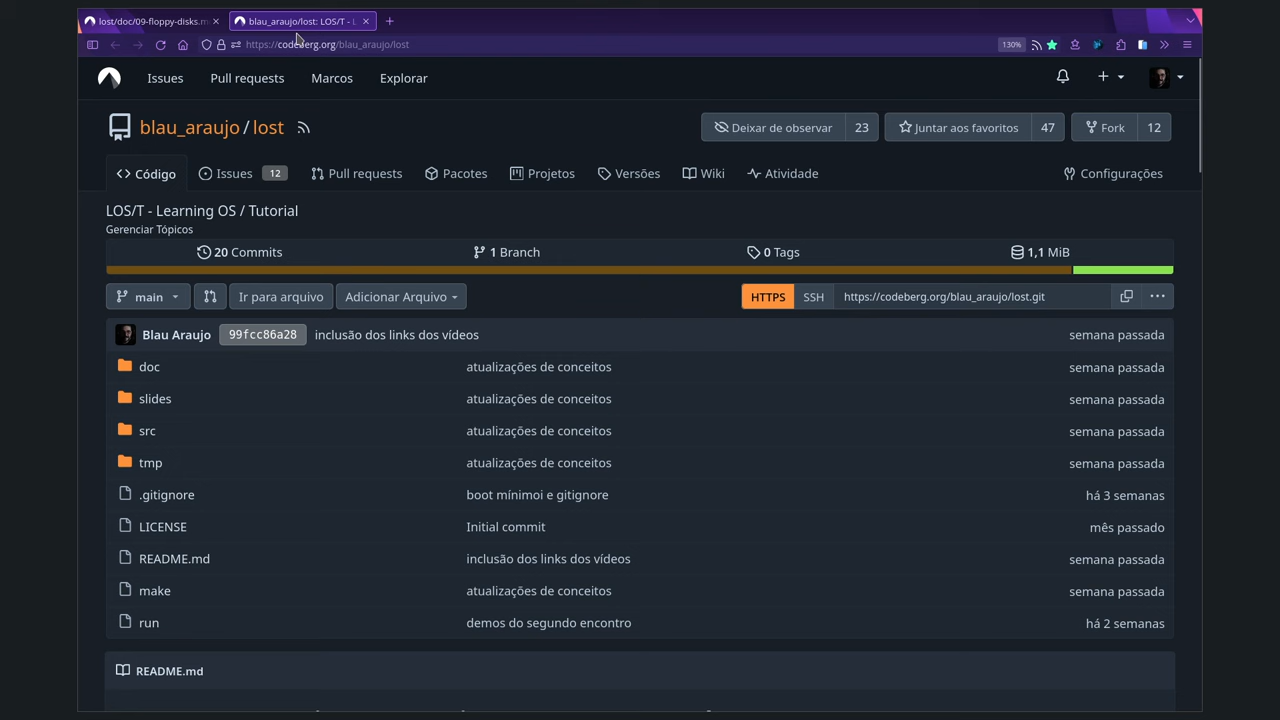 lost/doc/09-floppy-disks.m
blau_araujo/lost: LOS/T - L
https://codeberg.org/blau_araujo/lost
130%
Issues Pull requests Marcos Explorar
blau_araujo/lost
Deixar de observar 23
Juntar aos favoritos 47
Fork 12
Código
Issues 12
Pull requests
Pacotes
Projetos
Versões
Wiki
Atividade
Configurações
LOS/T - Learning OS / Tutorial
Gerenciar Tópicos
20 Commits
1 Branch
0 Tags
1,1 MiB
main
Ir para arquivo
Adicionar Arquivo
HTTPS SSH https://codeberg.org/blau_araujo/lost.git
Blau Araujo 99fcc86a28 inclusão dos links dos vídeos semana passada
doc atualizações de conceitos semana passada
slides atualizações de conceitos semana passada
src atualizações de conceitos semana passada
tmp atualizações de conceitos semana passada
.gitignore boot mínimoi e gitignore há 3 semanas
LICENSE Initial commit mês passado
README.md inclusão dos links dos vídeos semana passada
make atualizações de conceitos semana passada
run demos do segundo encontro há 2 semanas
README.md